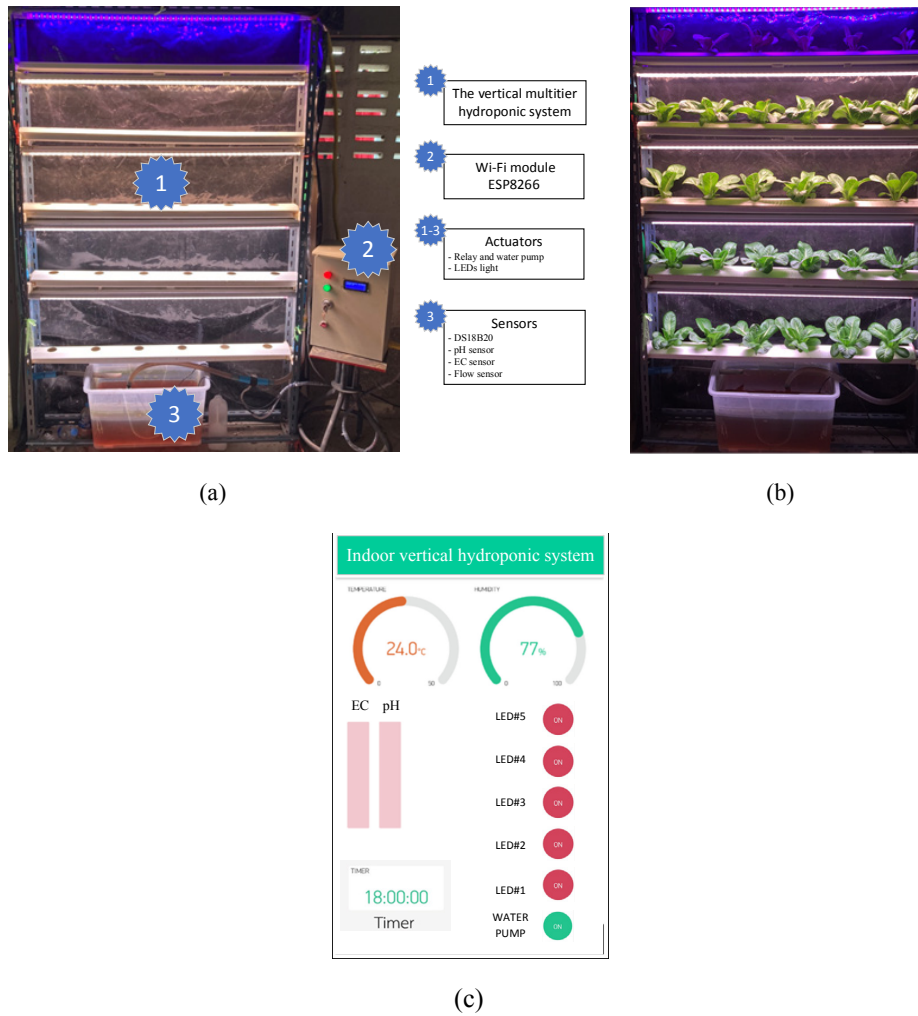 1
2
3
1
The vertical multitier
hydroponic system
2
Wi-Fi module
ESP8266
1-3
Actuators
- Relay and water pump
- LEDs light
3
Sensors
- DS18B20
- pH sensor
- EC sensor
- Flow sensor
(a)
(b)
Indoor vertical hydroponic system
TEMPERATURE
HUMIDITY
24.0°C
77%
0
50
0
100
EC
pH
LED#5
ON
LED#4
ON
LED#3
ON
LED#2
ON
LED#1
ON
WATER
PUMP
ON
TIMER
18:00:00
Timer
(c)